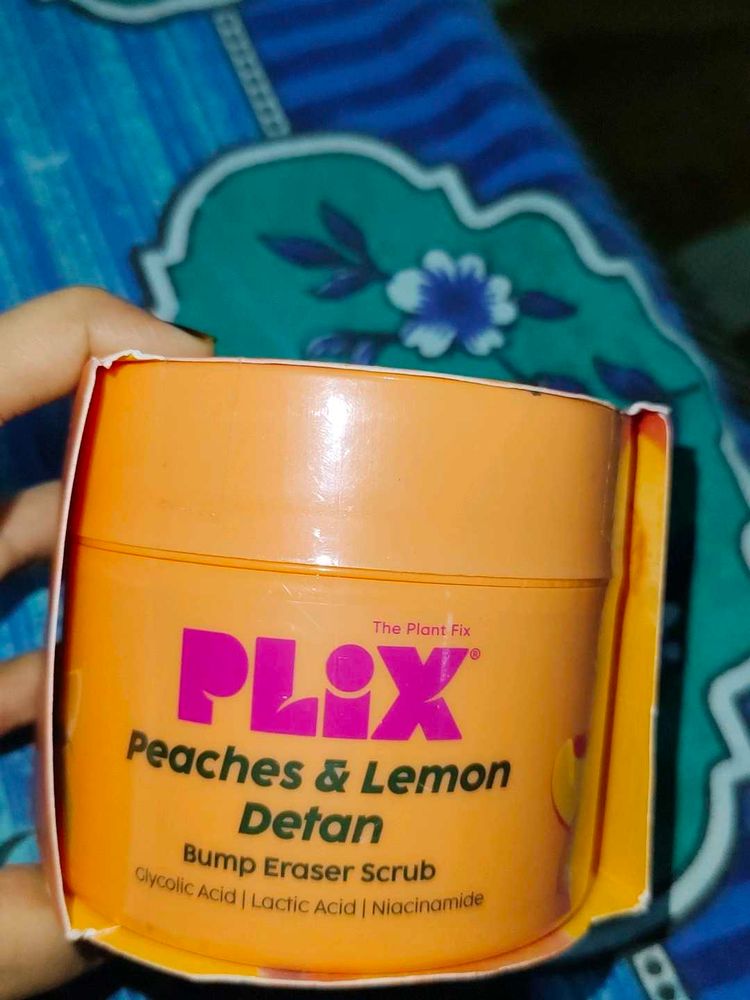 The Plant Fix
PLiX®
Peaches & Lemon
Detan
Bump Eraser Scrub
Glycolic Acid | Lactic Acid | Niacinamide